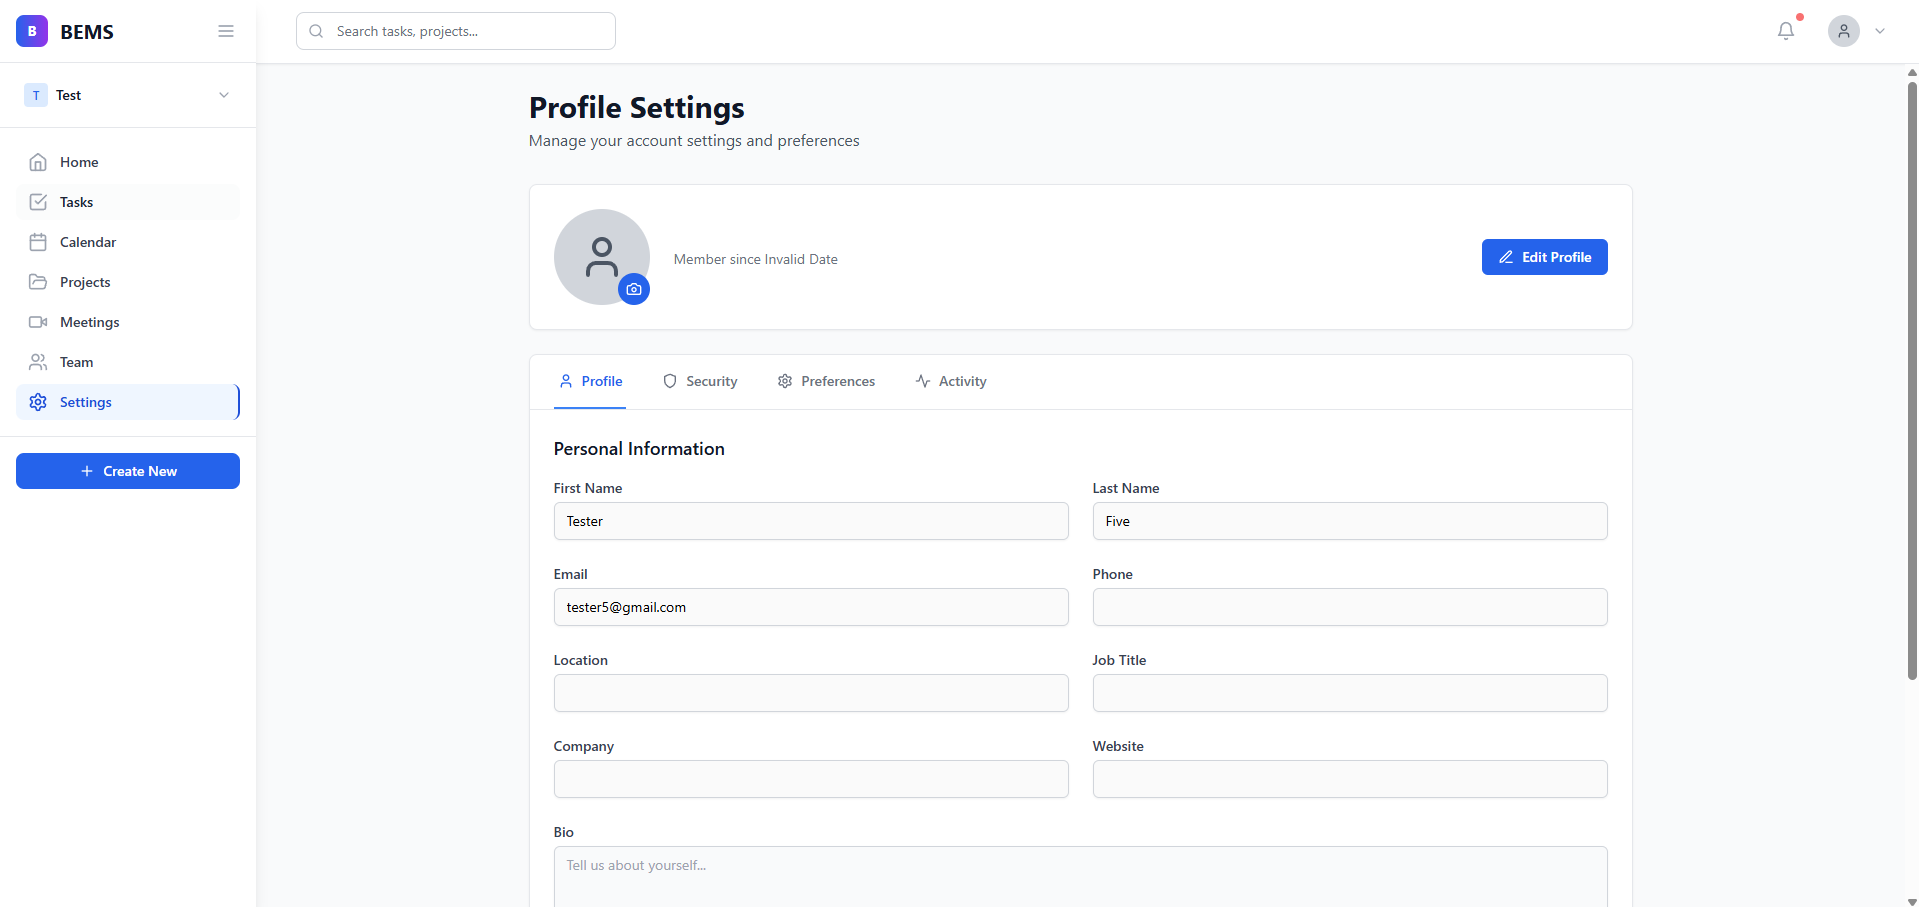 B BEMS
Search tasks, projects...
T Test
Home
Tasks
Calendar
Projects
Meetings
Team
Settings
Create New
Profile Settings
Manage your account settings and preferences
Member since Invalid Date
Edit Profile
Profile Security Preferences Activity
Personal Information
First Name Last Name
Tester Five
Email Phone
tester5@gmail.com
Location Job Title
Company Website
Bio
Tell us about yourself...